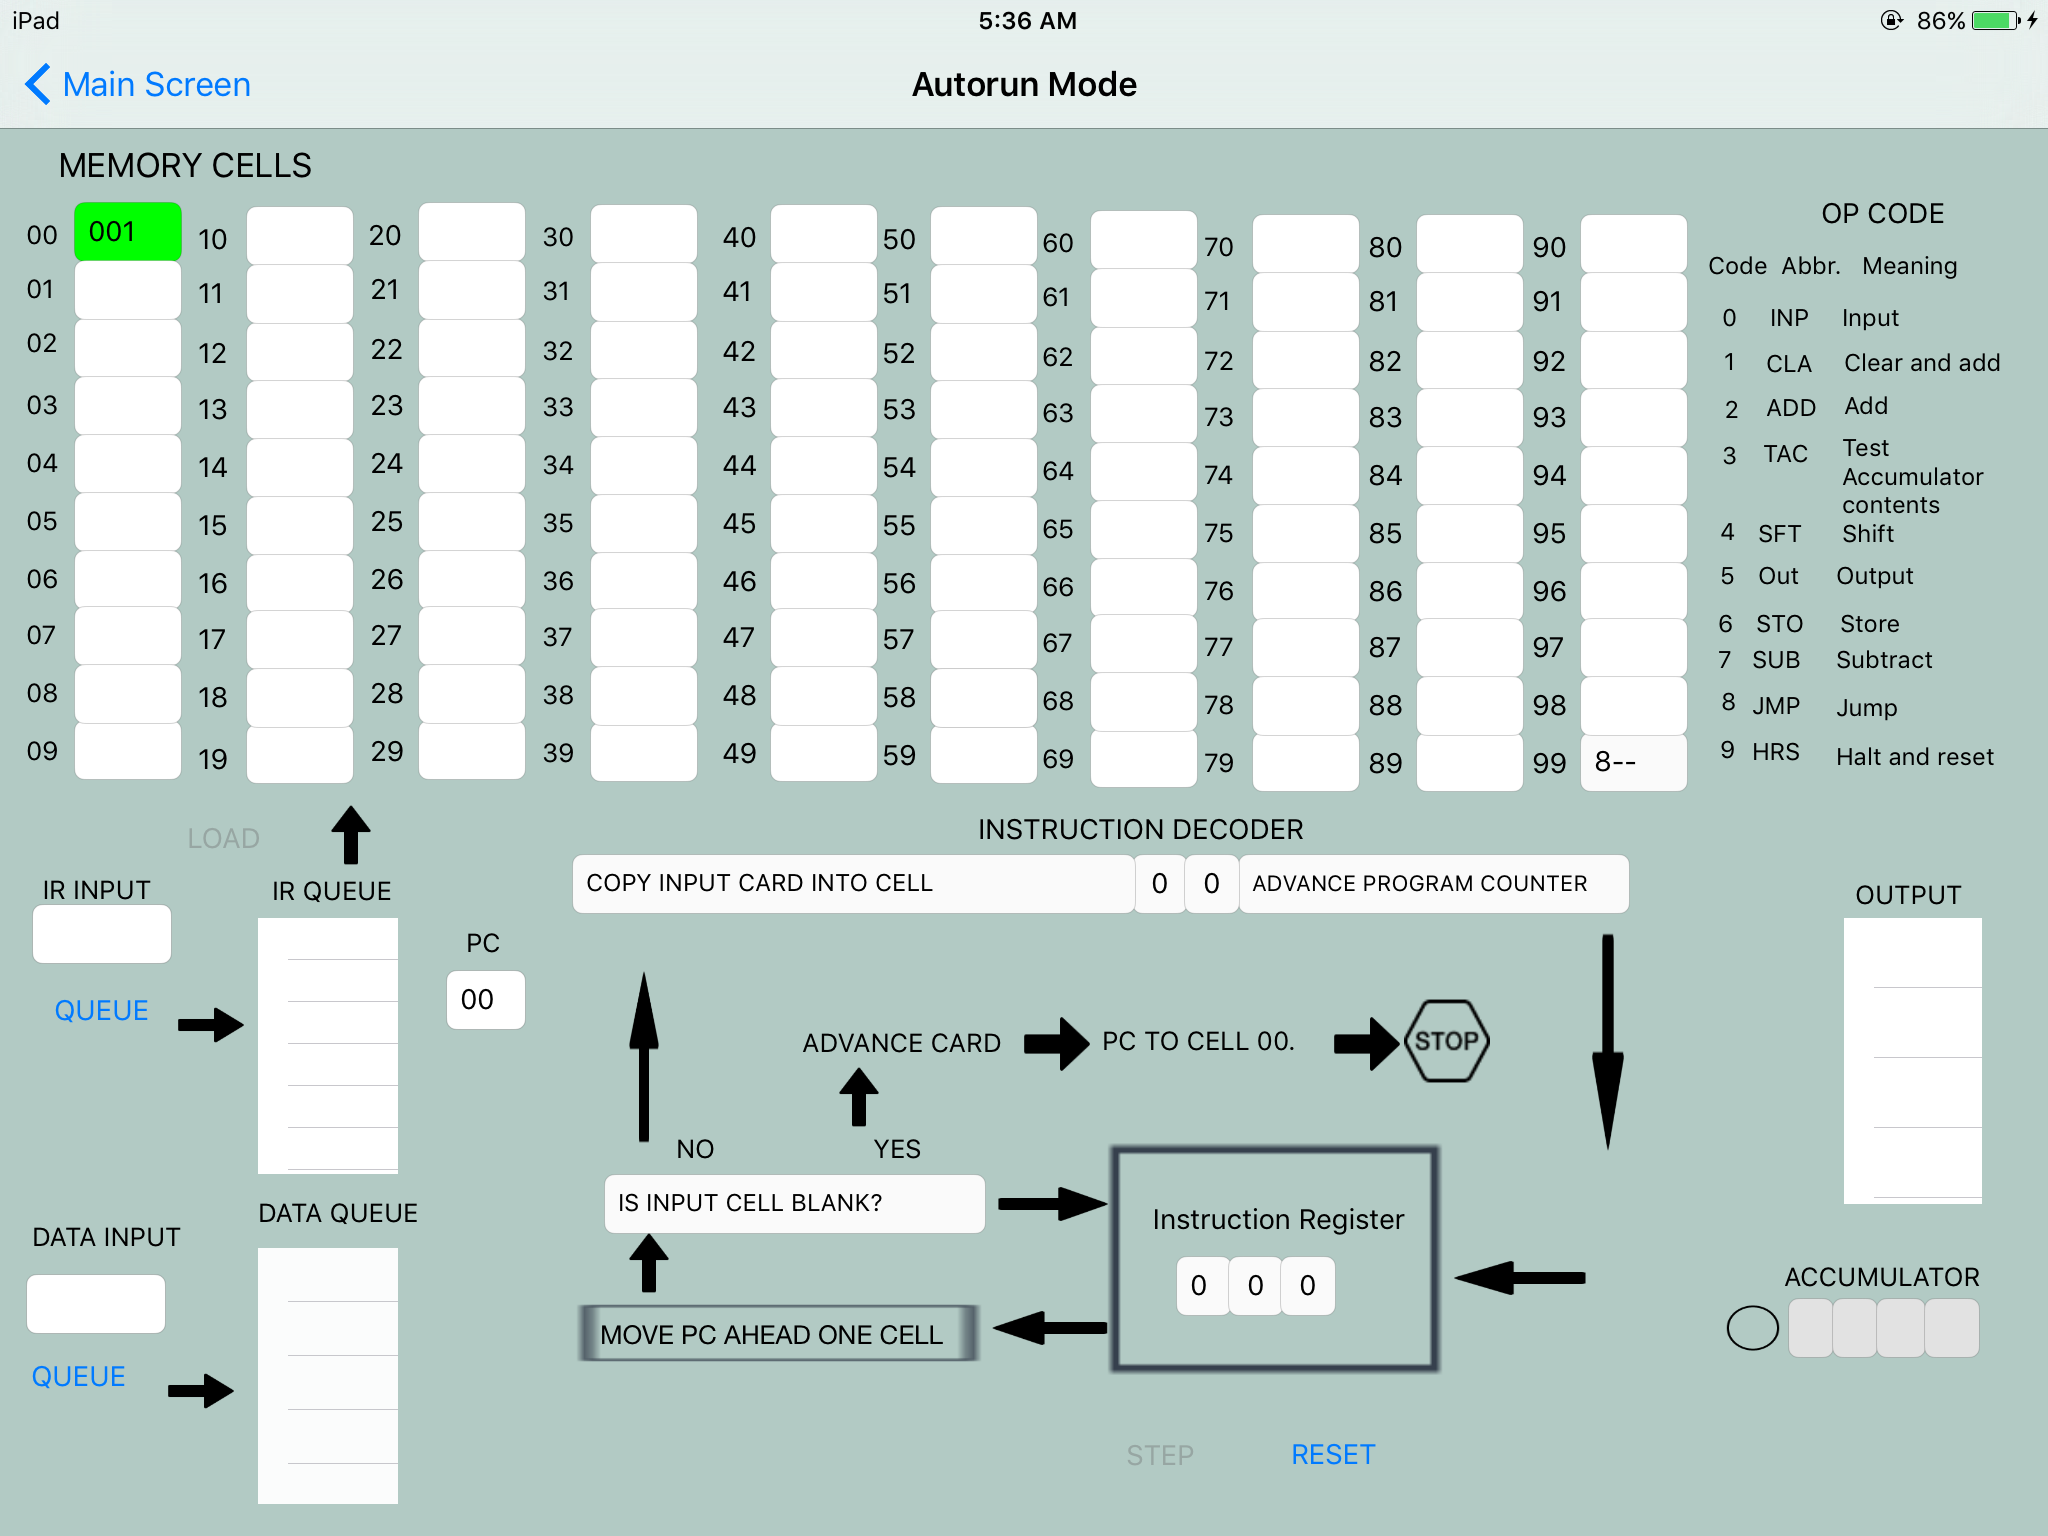 iPad
5:36 AM
86%
Main Screen
Autorun Mode
MEMORY CELLS
00 001 10 20 30 40 50 60 70 80 90
01 11 21 31 41 51 61 71 81 91
02 12 22 32 42 52 62 72 82 92
03 13 23 33 43 53 63 73 83 93
04 14 24 34 44 54 64 74 84 94
05 15 25 35 45 55 65 75 85 95
06 16 26 36 46 56 66 76 86 96
07 17 27 37 47 57 67 77 87 97
08 18 28 38 48 58 68 78 88 98
09 19 29 39 49 59 69 79 89 99 8--
OP CODE
Code Abbr. Meaning
0 INP Input
1 CLA Clear and add
2 ADD Add
3 TAC Test
Accumulator
contents
4 SFT Shift
5 Out Output
6 STO Store
7 SUB Subtract
8 JMP Jump
9 HRS Halt and reset
LOAD
INSTRUCTION DECODER
COPY INPUT CARD INTO CELL 0 0 ADVANCE PROGRAM COUNTER
IR INPUT
IR QUEUE
OUTPUT
PC
00
QUEUE
ADVANCE CARD
PC TO CELL 00.
STOP
NO
YES
IS INPUT CELL BLANK?
Instruction Register
0 0 0
MOVE PC AHEAD ONE CELL
DATA QUEUE
DATA INPUT
QUEUE
ACCUMULATOR
STEP
RESET